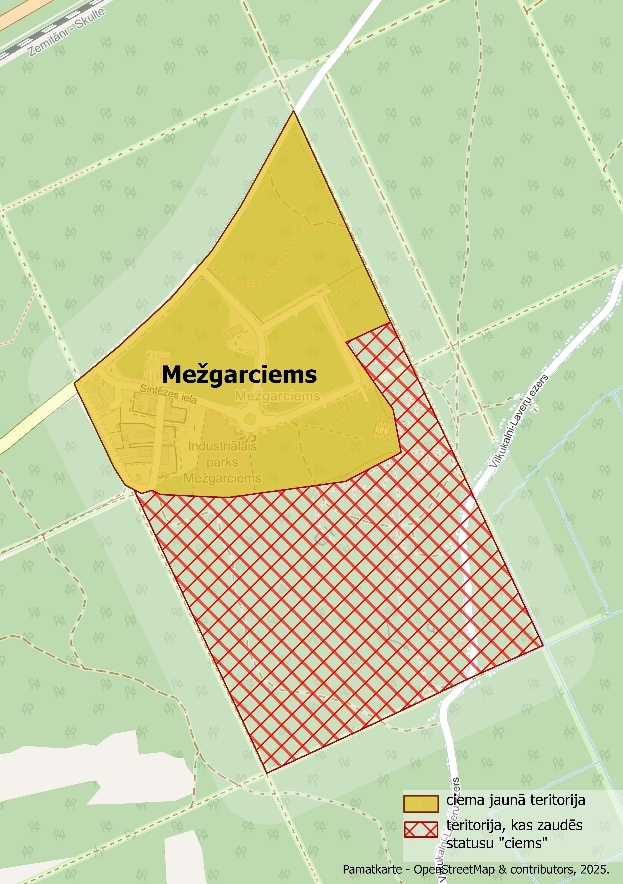 Zemitāni - Skulte
Mežgarciems
Sintēzes iela
Mežgarciems
Industriālais
parks
Mežgarciems
Vilkukalni-Laveru ezers
ciema jaunā teritorija
teritorija, kas zaudēs
statusu "ciems"
Pamatkarte - OpenStreetMap & contributors, 2025.